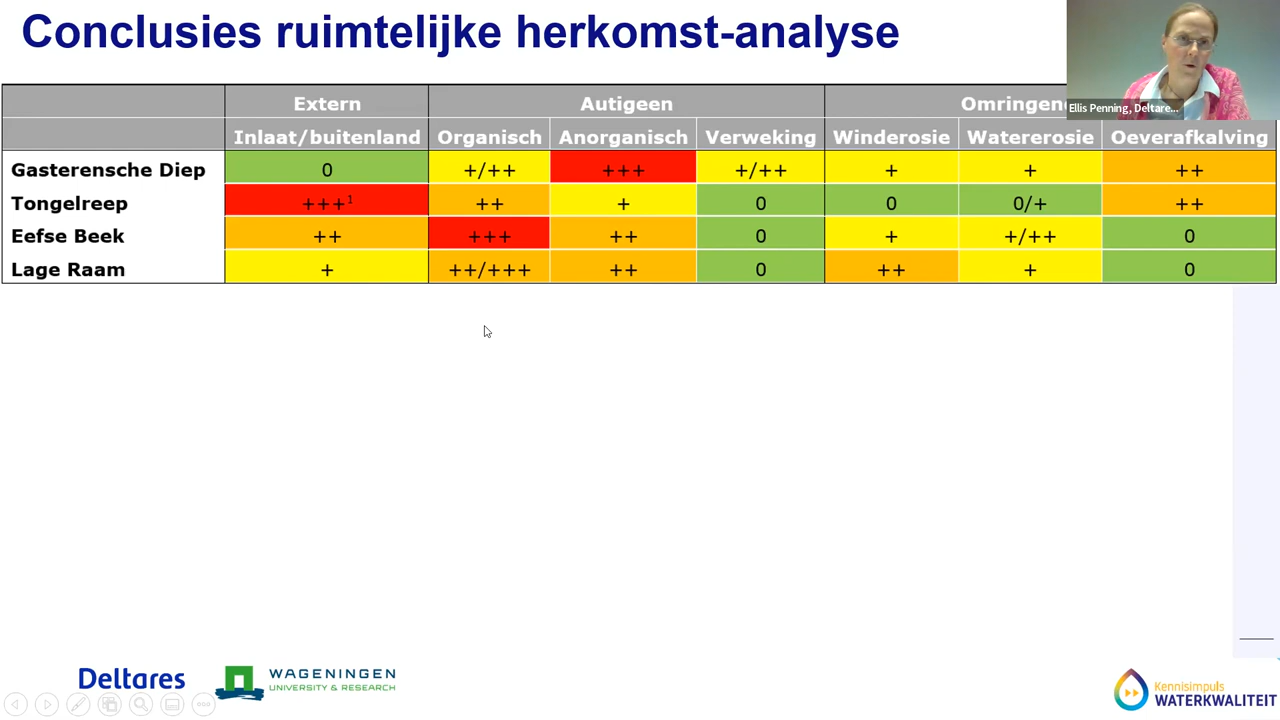 Conclusies ruimtelijke herkomst-analyse
Extern Autigeen Omringen
Inlaat/buitenland Organisch Anorganisch Verweking Winderosie Watererosie Oeverafkalving
Gasterensche Diep 0 +/++ +++ +/++ + + ++
Tongelreep +++¹ ++ + 0 0 0/+ ++
Eefse Beek ++ +++ ++ 0 + +/++ 0
Lage Raam + ++/+++ ++ 0 ++ + 0
Ellis Penning, Deltare...
Deltares
WAGENINGEN
UNIVERSITY & RESEARCH
Kennisimpuls
WATERKWALITEIT